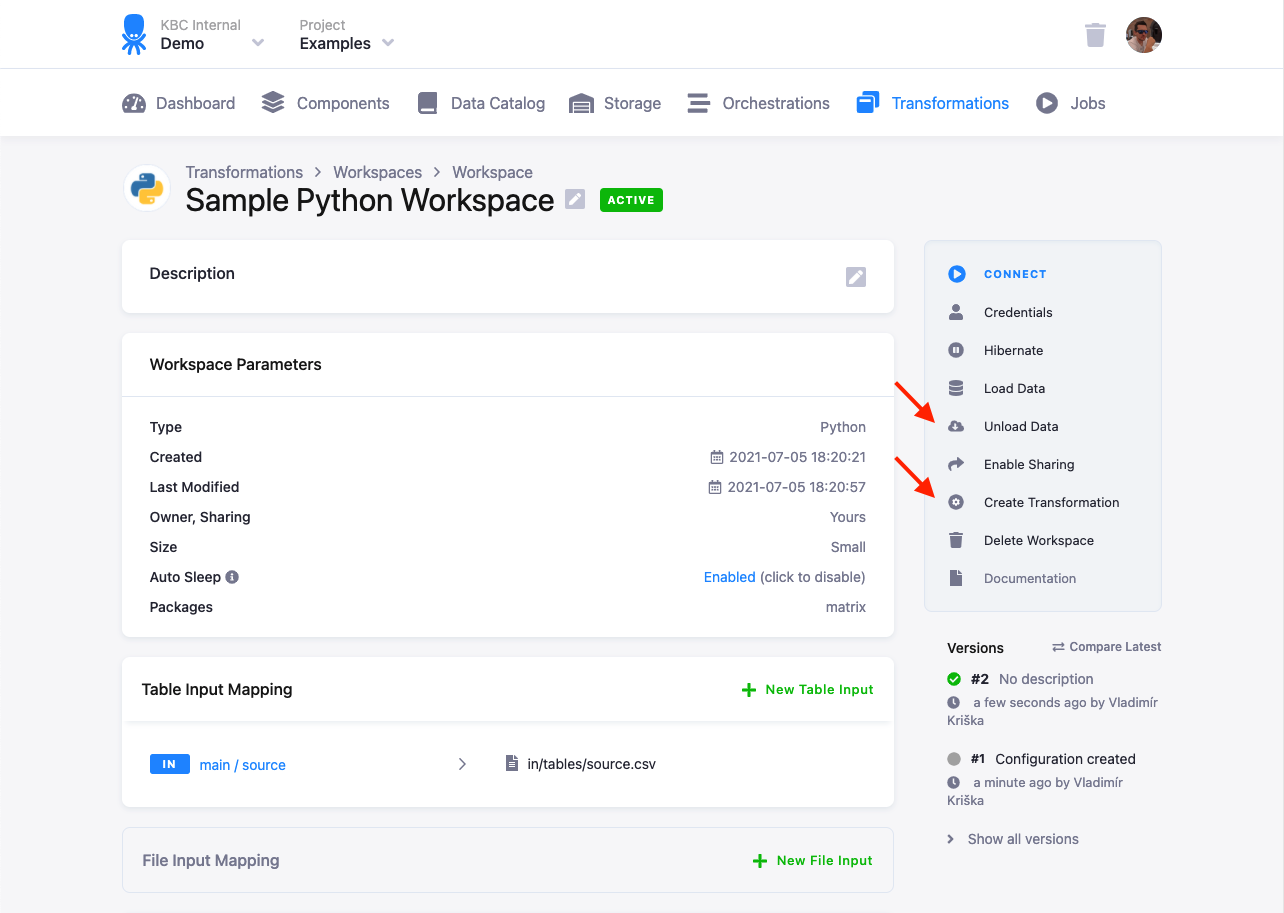 KBC Internal
Demo
Project
Examples
Dashboard Components Data Catalog Storage Orchestrations Transformations Jobs
Transformations > Workspaces > Workspace
Sample Python Workspace ACTIVE
Description
Workspace Parameters
Type Python
Created 2021-07-05 18:20:21
Last Modified 2021-07-05 18:20:57
Owner, Sharing Yours
Size Small
Auto Sleep Enabled (click to disable)
Packages matrix
Table Input Mapping New Table Input
IN main / source > in/tables/source.csv
File Input Mapping New File Input
CONNECT
Credentials
Hibernate
Load Data
Unload Data
Enable Sharing
Create Transformation
Delete Workspace
Documentation
Versions Compare Latest
#2 No description
a few seconds ago by Vladimír
Kriška
#1 Configuration created
a minute ago by Vladimír
Kriška
Show all versions